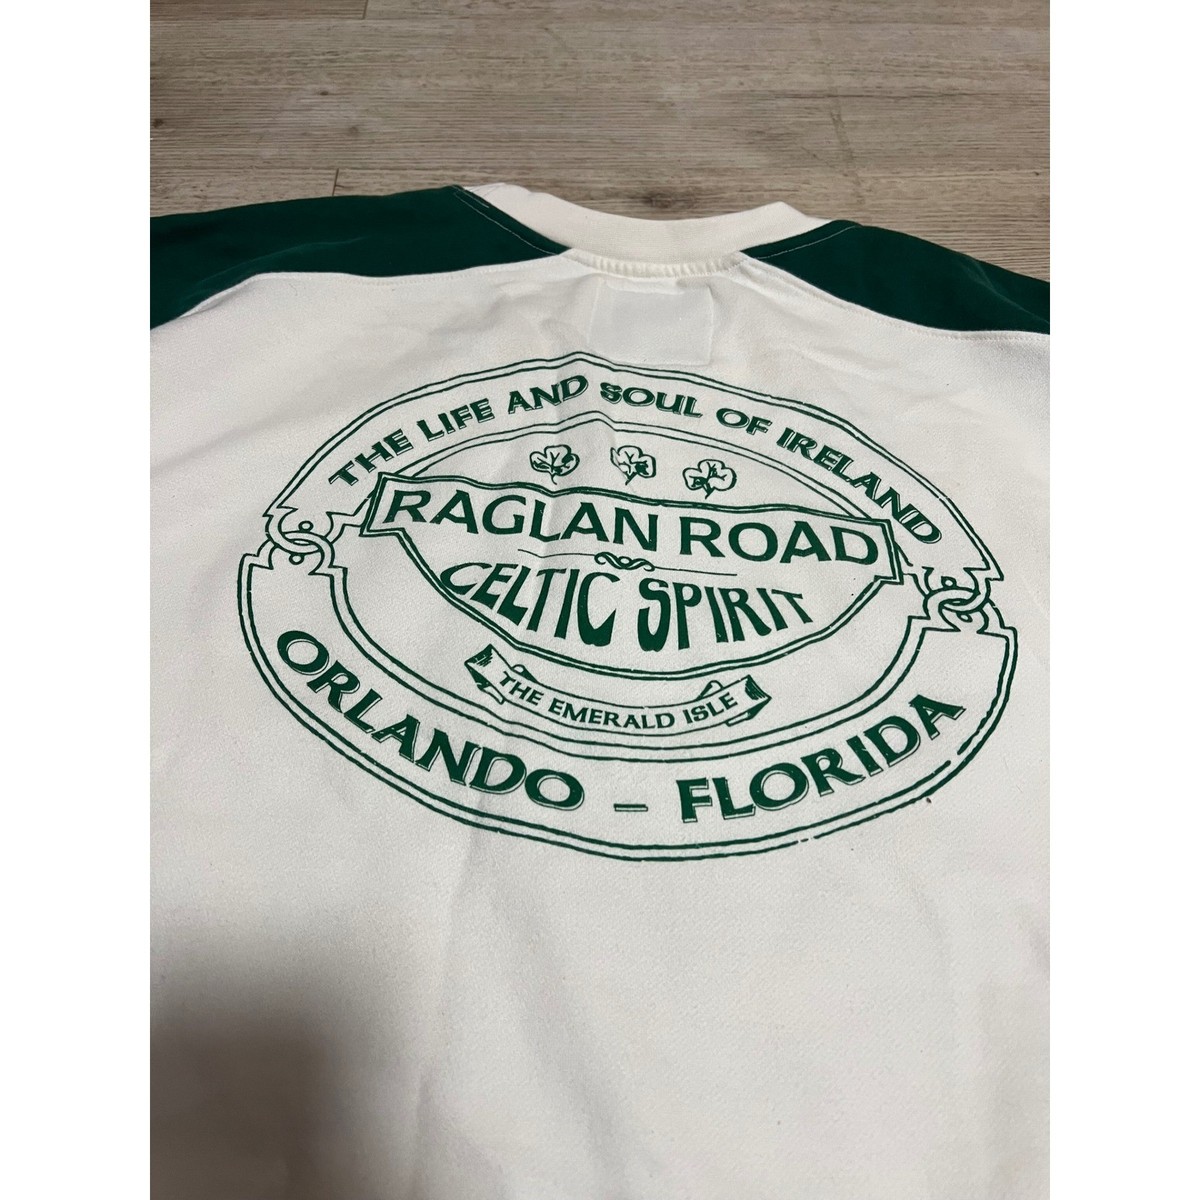 THE LIFE AND SOUL OF IRELAND
RAGLAN ROAD
CELTIC SPIRIT
THE EMERALD ISLE
ORLANDO – FLORIDA